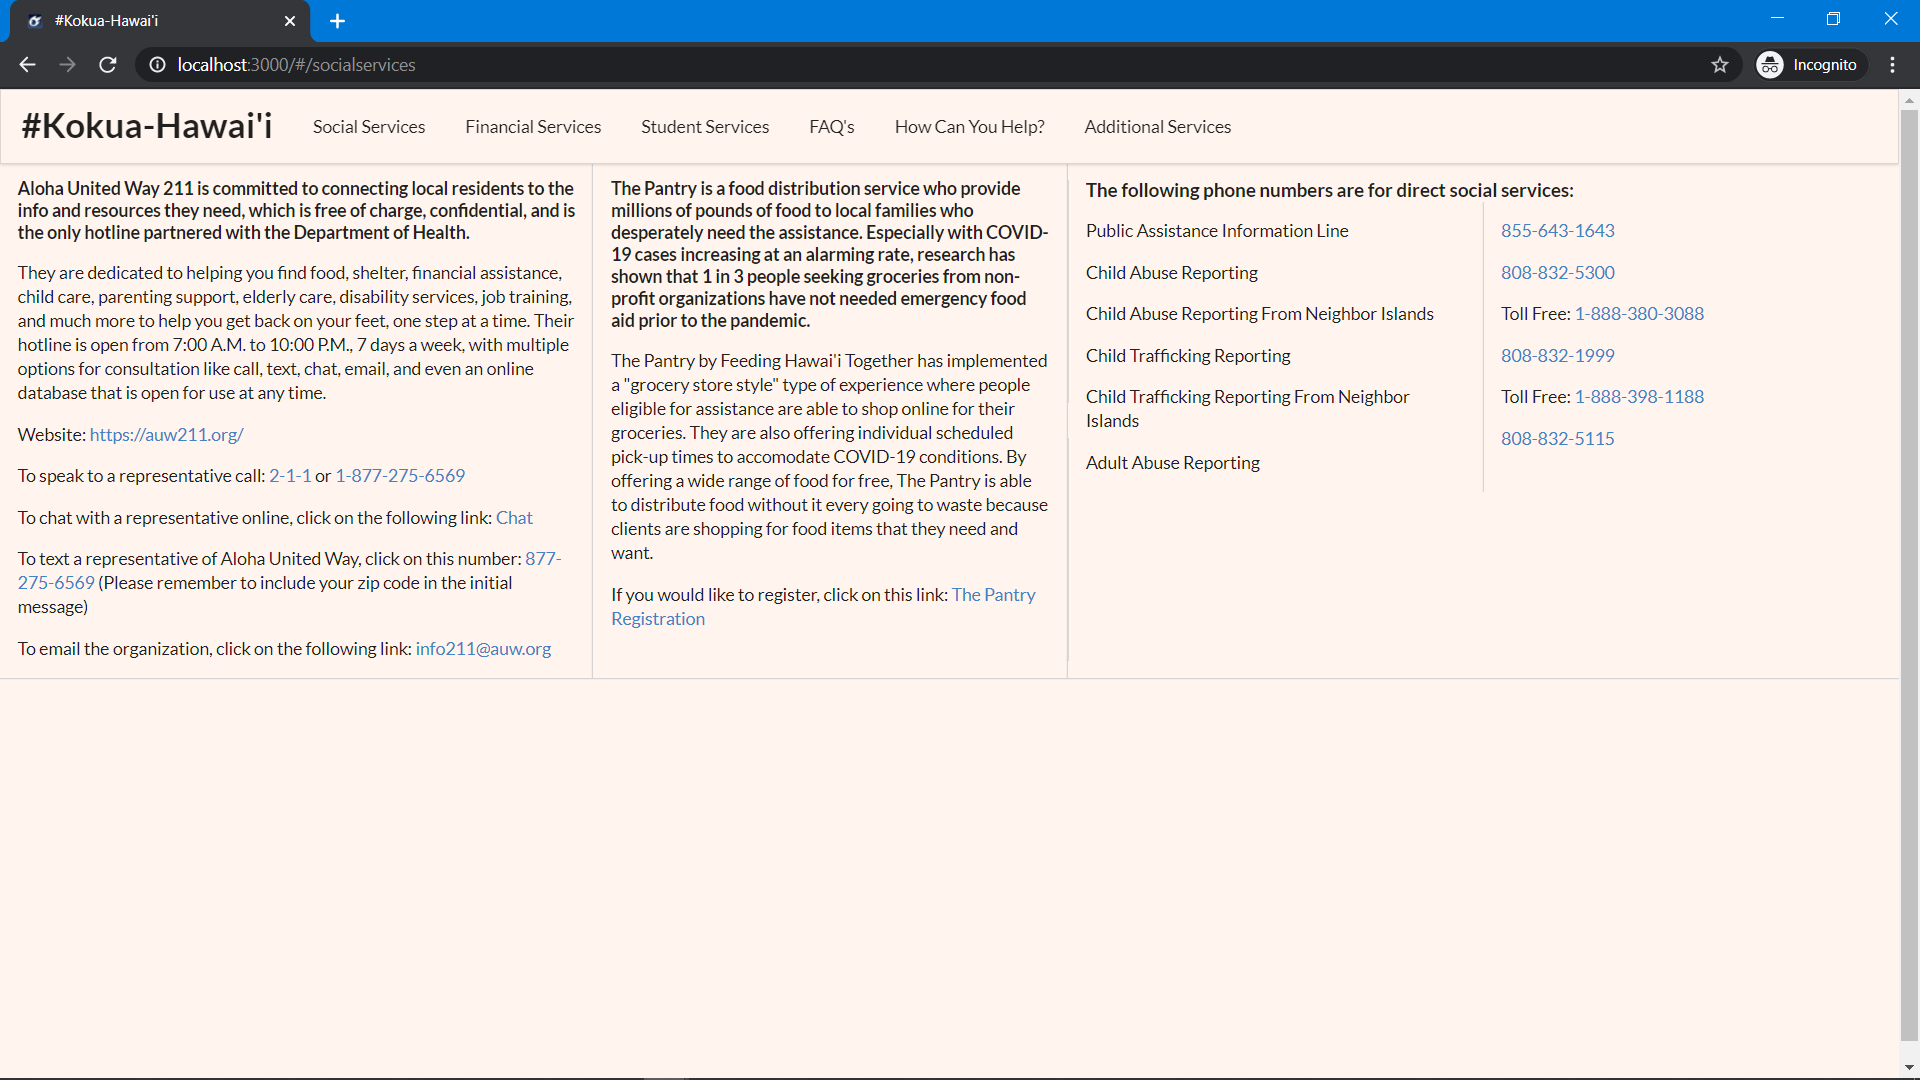 #Kokua-Hawai'i
localhost:3000/#/socialservices
Incognito
#Kokua-Hawai'i
Social Services
Financial Services
Student Services
FAQ's
How Can You Help?
Additional Services
Aloha United Way 211 is committed to connecting local residents to the
info and resources they need, which is free of charge, confidential, and is
the only hotline partnered with the Department of Health.
They are dedicated to helping you find food, shelter, financial assistance,
child care, parenting support, elderly care, disability services, job training,
and much more to help you get back on your feet, one step at a time. Their
hotline is open from 7:00 A.M. to 10:00 P.M., 7 days a week, with multiple
options for consultation like call, text, chat, email, and even an online
database that is open for use at any time.
Website: https://auw211.org/
To speak to a representative call: 2-1-1 or 1-877-275-6569
To chat with a representative online, click on the following link: Chat
To text a representative of Aloha United Way, click on this number: 877-
275-6569 (Please remember to include your zip code in the initial
message)
To email the organization, click on the following link: info211@auw.org
The Pantry is a food distribution service who provide
millions of pounds of food to local families who
desperately need the assistance. Especially with COVID-
19 cases increasing at an alarming rate, research has
shown that 1 in 3 people seeking groceries from non-
profit organizations have not needed emergency food
aid prior to the pandemic.
The Pantry by Feeding Hawai'i Together has implemented
a "grocery store style" type of experience where people
eligible for assistance are able to shop online for their
groceries. They are also offering individual scheduled
pick-up times to accomodate COVID-19 conditions. By
offering a wide range of food for free, The Pantry is able
to distribute food without it every going to waste because
clients are shopping for food items that they need and
want.
If you would like to register, click on this link: The Pantry
Registration
The following phone numbers are for direct social services:
Public Assistance Information Line
Child Abuse Reporting
Child Abuse Reporting From Neighbor Islands
Child Trafficking Reporting
Child Trafficking Reporting From Neighbor
Islands
Adult Abuse Reporting
855-643-1643
808-832-5300
Toll Free: 1-888-380-3088
808-832-1999
Toll Free: 1-888-398-1188
808-832-5115